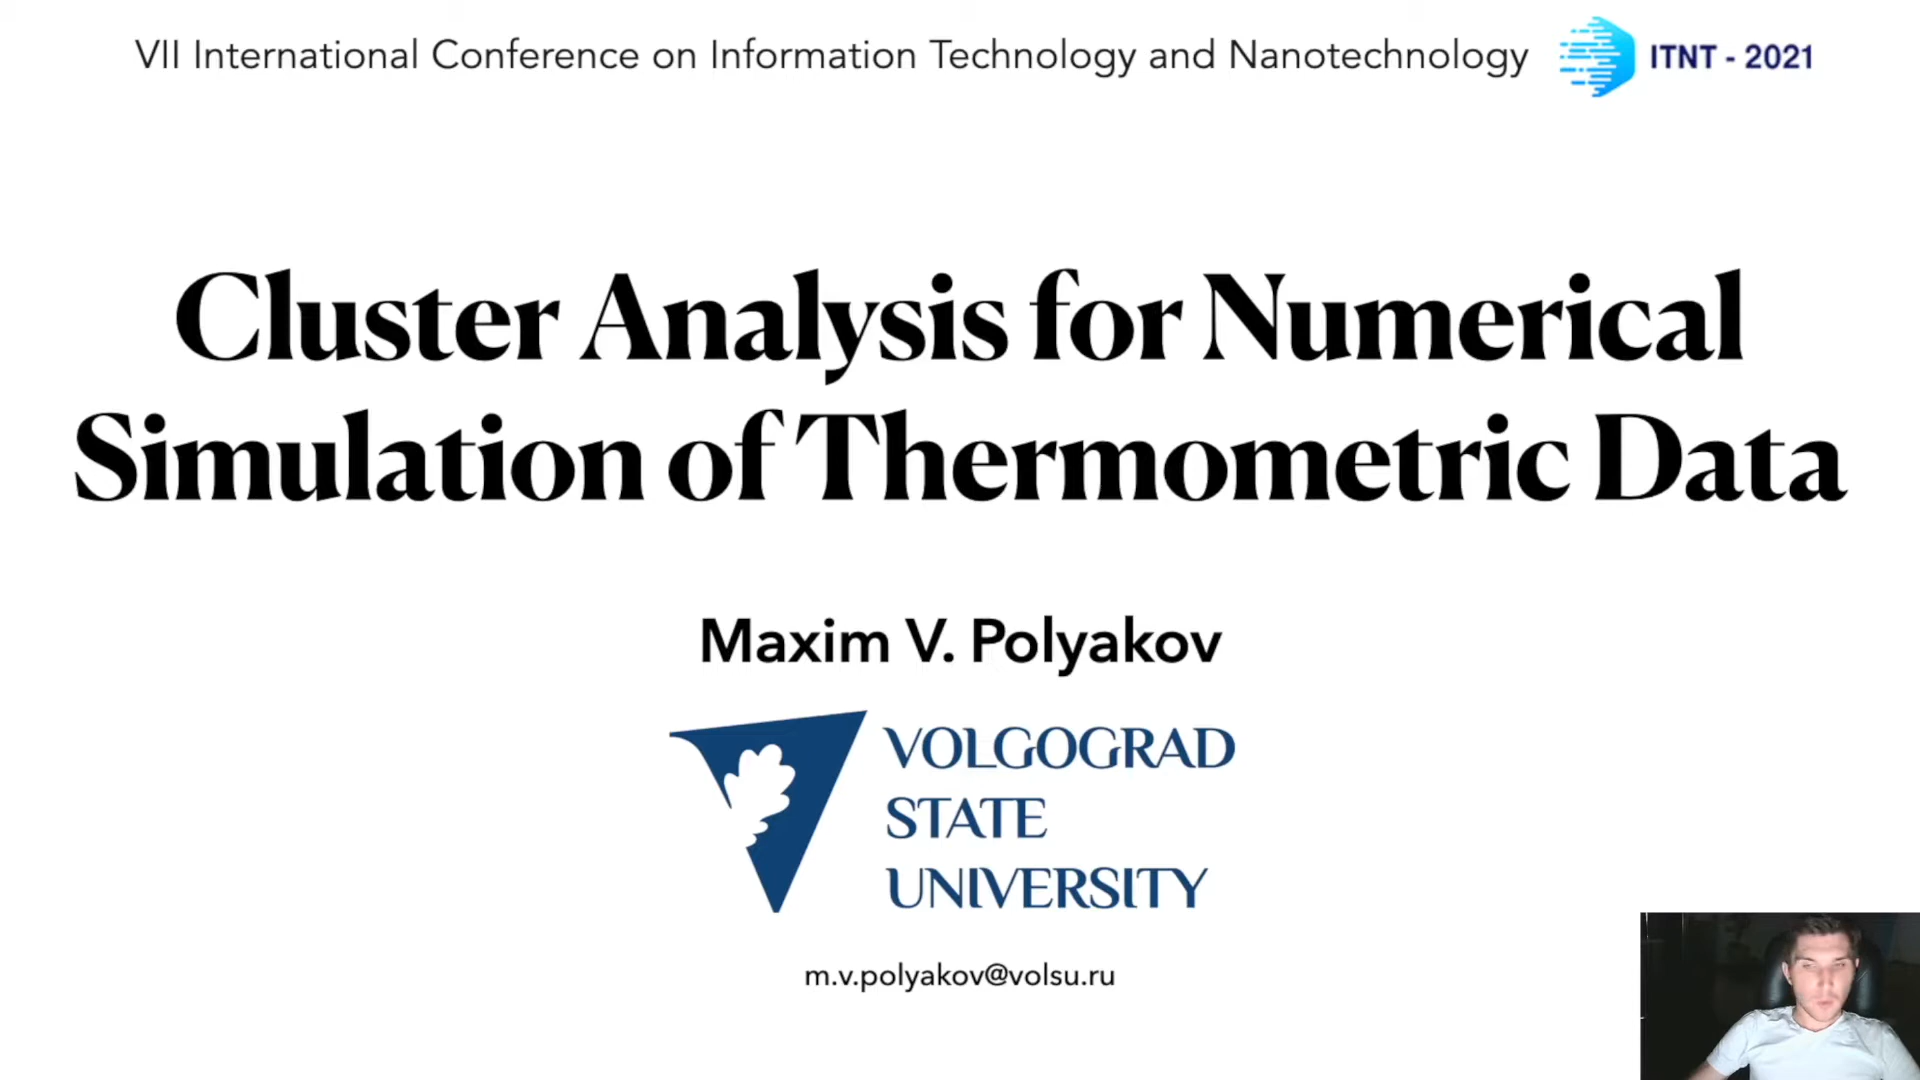 VII International Conference on Information Technology and Nanotechnology
ITNT - 2021
Cluster Analysis for Numerical
Simulation of Thermometric Data
Maxim V. Polyakov
VOLGOGRAD
STATE
UNIVERSITY
m.v.polyakov@volsu.ru